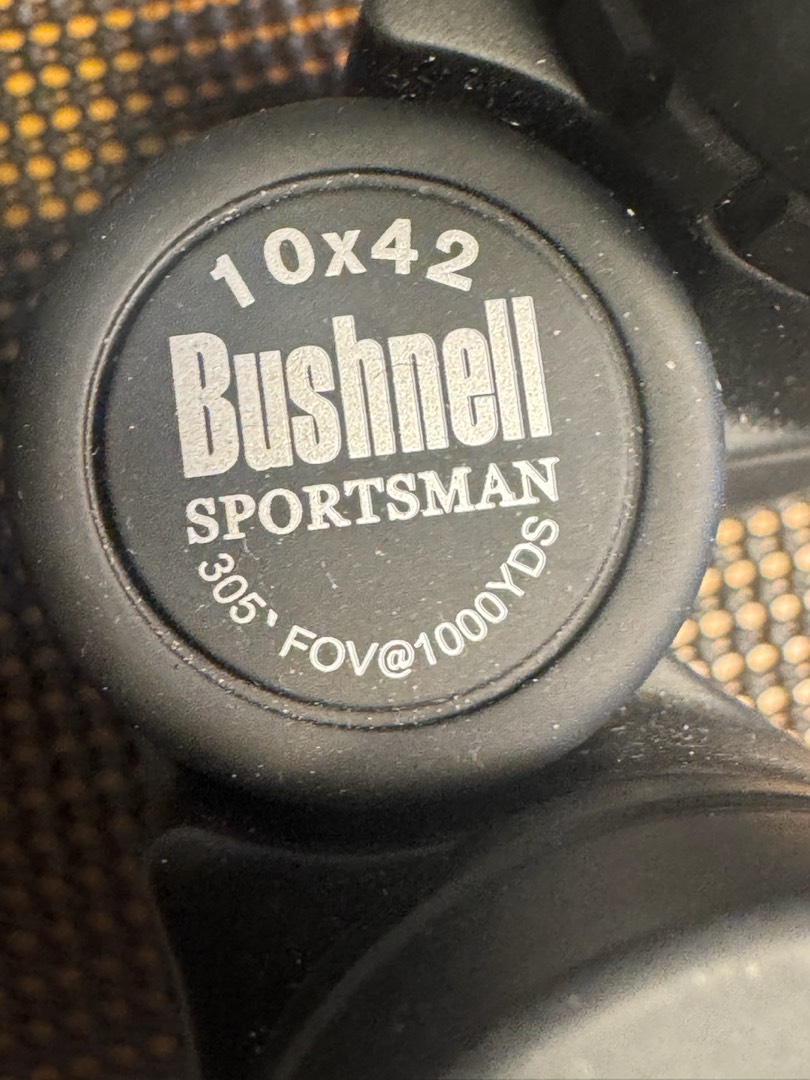 10x42
Bushnell
SPORTSMAN
305` FOV@1000YDS